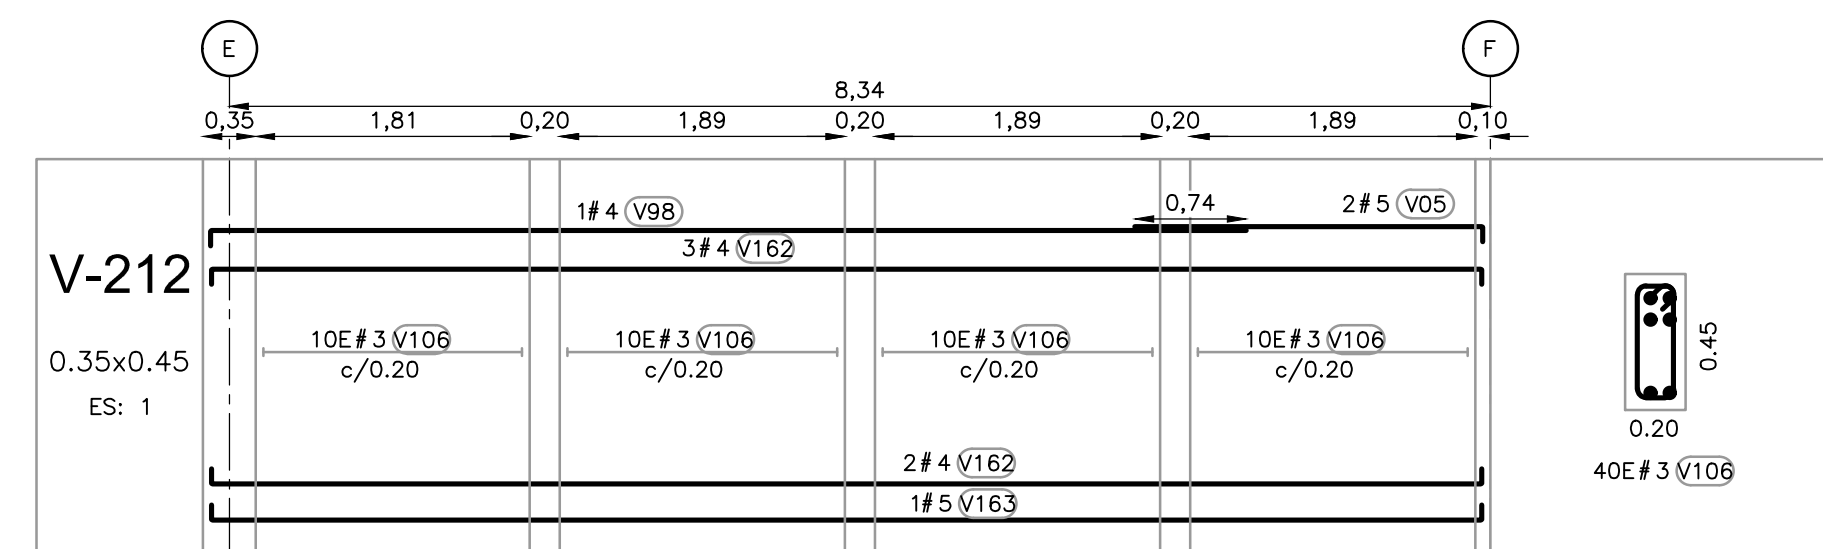 E F
8,34
0,35 1,81 0,20 1,89 0,20 1,89 0,20 1,89 0,10
1#4 V98 0,74 2#5 V05
3#4 V162
V-212
10E#3 V106 10E#3 V106 10E#3 V106 10E#3 V106
c/0.20 c/0.20 c/0.20 c/0.20
0.35x0.45
ES: 1
0.45
0.20
2#4 V162
40E#3 V106
1#5 V163